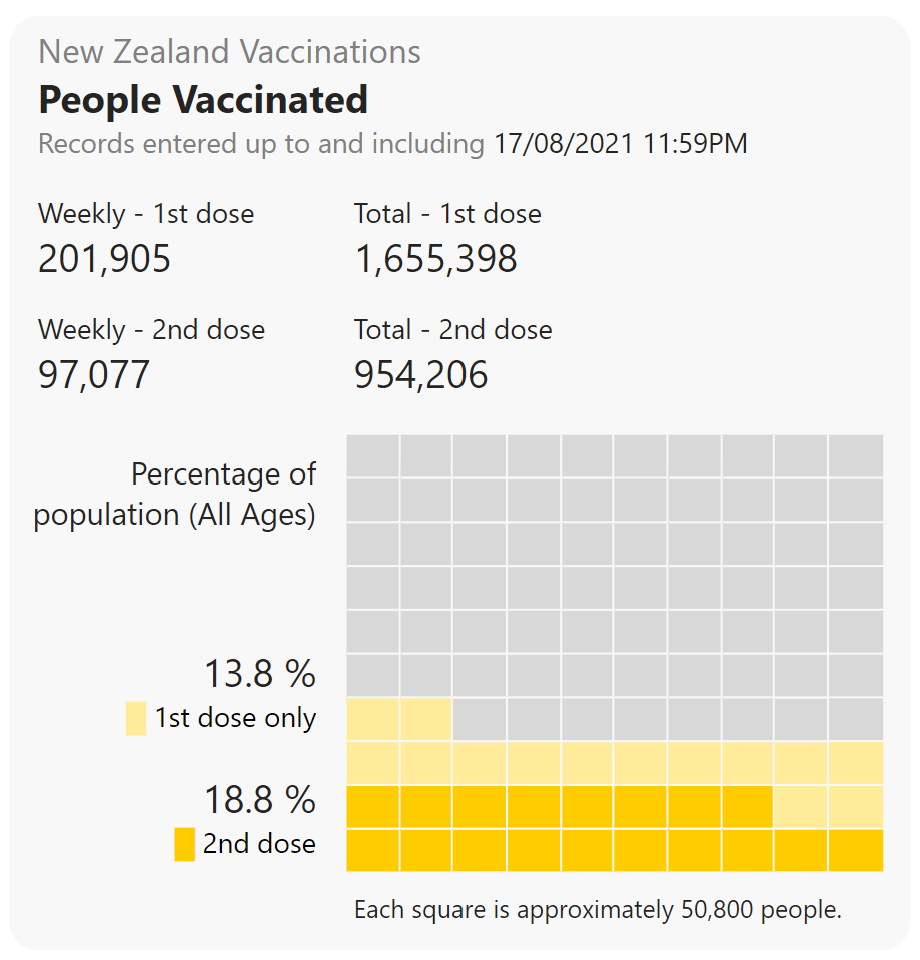 New Zealand Vaccinations
People Vaccinated
Records entered up to and including 17/08/2021 11:59PM
Weekly - 1st dose
201,905
Total - 1st dose
1,655,398
Weekly - 2nd dose
97,077
Total - 2nd dose
954,206
Percentage of
population (All Ages)
13.8 %
1st dose only
18.8 %
2nd dose
Each square is approximately 50,800 people.